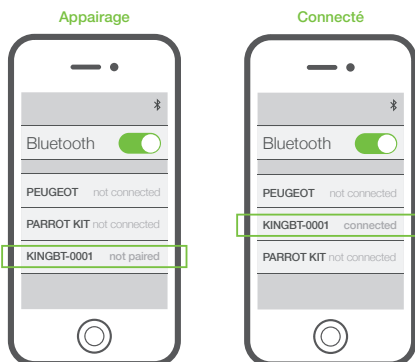 Appairage
Bluetooth
PEUGEOT not connected
PARROT KIT not connected
KINGBT-0001 not paired
Connecté
Bluetooth
PEUGEOT not connected
KINGBT-0001 connected
PARROT KIT not connected